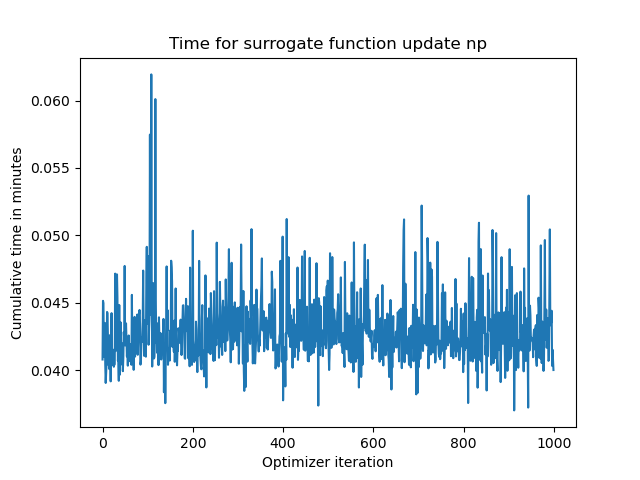 Time for surrogate function update np
Cumulative time in minutes
0.060
0.055
0.050
0.045
0.040
0 200 400 600 800 1000
Optimizer iteration